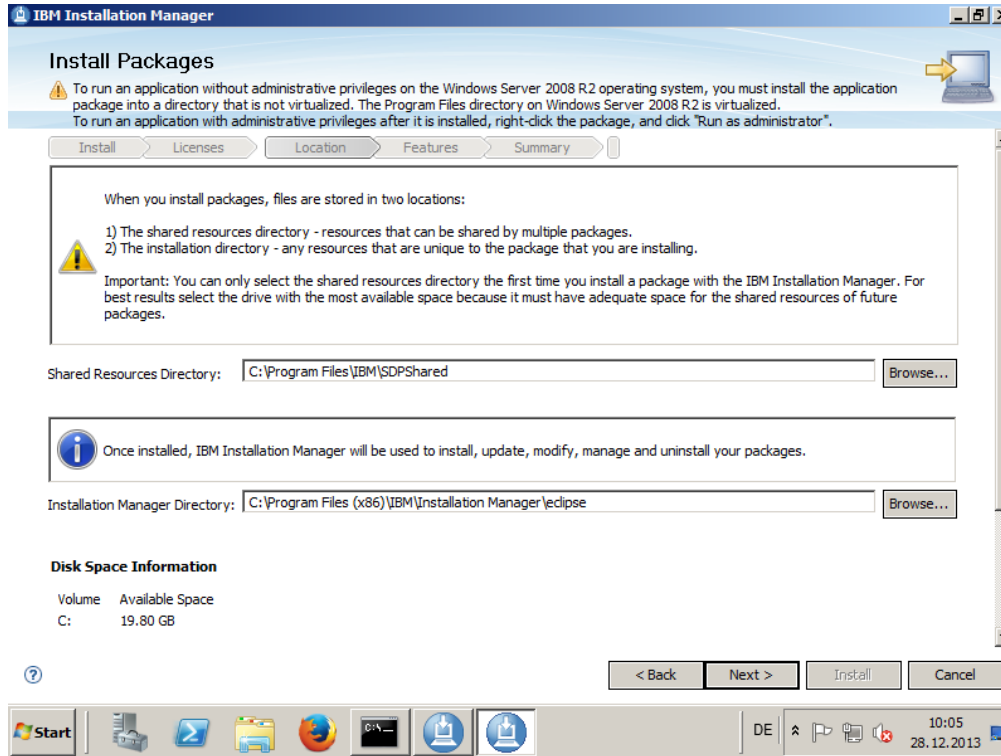 IBM Installation Manager
Install Packages
To run an application without administrative privileges on the Windows Server 2008 R2 operating system, you must install the application
package into a directory that is not virtualized. The Program Files directory on Windows Server 2008 R2 is virtualized.
To run an application with administrative privileges after it is installed, right-click the package, and click "Run as administrator".
Install Licenses Location Features Summary
When you install packages, files are stored in two locations:
1) The shared resources directory - resources that can be shared by multiple packages.
2) The installation directory - any resources that are unique to the package that you are installing.
Important: You can only select the shared resources directory the first time you install a package with the IBM Installation Manager. For
best results select the drive with the most available space because it must have adequate space for the shared resources of future
packages.
Shared Resources Directory: C:\Program Files\IBM\SDPShared Browse...
Once installed, IBM Installation Manager will be used to install, update, modify, manage and uninstall your packages.
Installation Manager Directory: C:\Program Files (x86)\IBM\Installation Manager\eclipse Browse...
Disk Space Information
Volume Available Space
C: 19.80 GB
? < Back Next > Install Cancel
Start C:\_ DE 10:05
28.12.2013